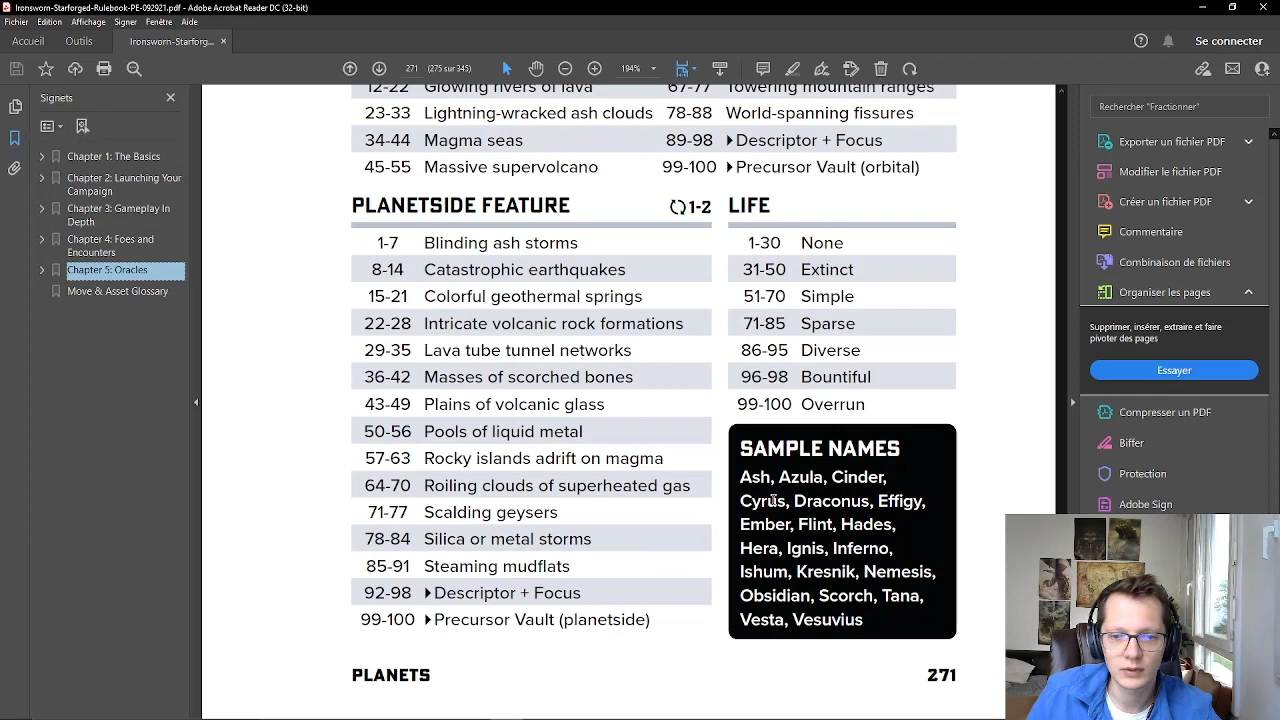 Ironsworn-Starforged-Rulebook-PE-092921.pdf - Adobe Acrobat Reader DC (32-bit)
Fichier Edition Affichage Signer Fenêtre Aide
Accueil Outils Ironsworn-Starforg... ×
Se connecter
271 (275 sur 345) 194%
Signets
Chapter 1: The Basics
Chapter 2: Launching Your
Campaign
Chapter 3: Gameplay In
Depth
Chapter 4: Foes and
Encounters
Chapter 5: Oracles
Move & Asset Glossary
12-22 Glowing rivers of lava
23-33 Lightning-wracked ash clouds
34-44 Magma seas
45-55 Massive supervolcano
67-77 Towering mountain ranges
78-88 World-spanning fissures
89-98 Descriptor + Focus
99-100 Precursor Vault (orbital)
PLANETSIDE FEATURE 1-2
1-7 Blinding ash storms
8-14 Catastrophic earthquakes
15-21 Colorful geothermal springs
22-28 Intricate volcanic rock formations
29-35 Lava tube tunnel networks
36-42 Masses of scorched bones
43-49 Plains of volcanic glass
50-56 Pools of liquid metal
57-63 Rocky islands adrift on magma
64-70 Roiling clouds of superheated gas
71-77 Scalding geysers
78-84 Silica or metal storms
85-91 Steaming mudflats
92-98 Descriptor + Focus
99-100 Precursor Vault (planetside)
LIFE
1-30 None
31-50 Extinct
51-70 Simple
71-85 Sparse
86-95 Diverse
96-98 Bountiful
99-100 Overrun
SAMPLE NAMES
Ash, Azula, Cinder,
Cyrus, Draconus, Effigy,
Ember, Flint, Hades,
Hera, Ignis, Inferno,
Ishum, Kresnik, Nemesis,
Obsidian, Scorch, Tana,
Vesta, Vesuvius
PLANETS
271
Rechercher "Fractionner"
Exporter un fichier PDF
Modifier le fichier PDF
Créer un fichier PDF
Commentaire
Combinaison de fichiers
Organiser les pages
Supprimer, insérer, extraire et faire
pivoter des pages
Essayer
Compresser un PDF
Biffer
Protection
Adobe Sign